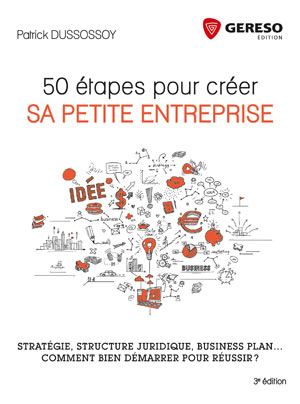 Patrick DUSSOSSOY
GERESO
ÉDITION
50 étapes pour créer
SA PETITE ENTREPRISE
IDÉE
BUSINESS
STRATÉGIE, STRUCTURE JURIDIQUE, BUSINESS PLAN...
COMMENT BIEN DÉMARRER POUR RÉUSSIR ?
3e édition